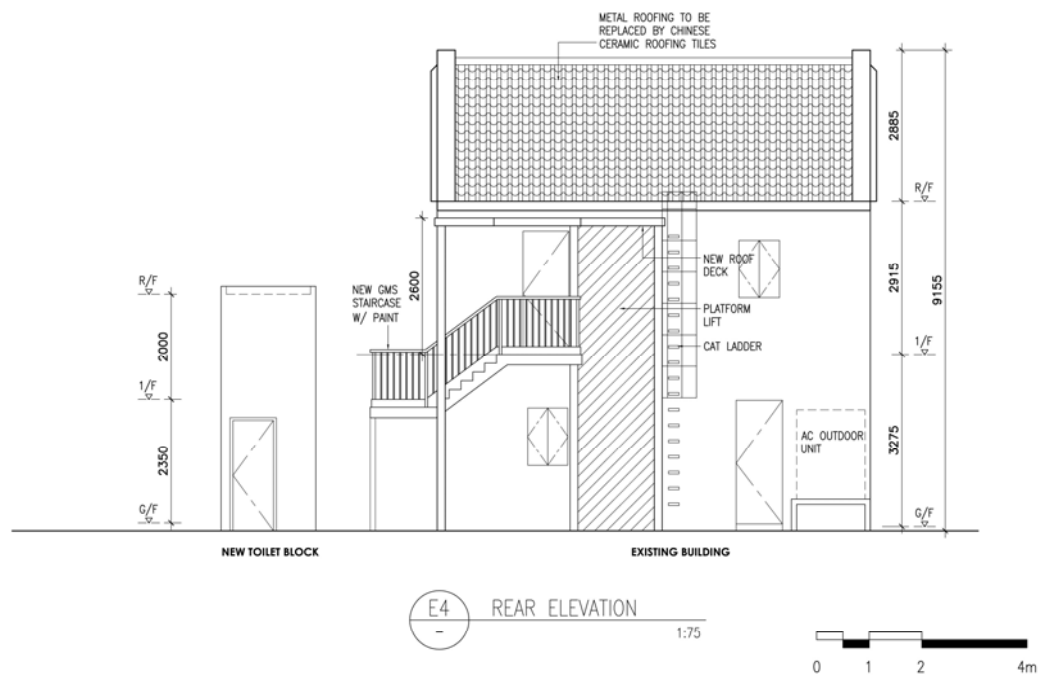 METAL ROOFING TO BE
REPLACED BY CHINESE
CERAMIC ROOFING TILES
2885
R/F
2915
9155
1/F
3275
G/F
NEW ROOF
DECK
PLATFORM
LIFT
CAT LADDER
AC OUTDOOR
UNIT
2600
NEW GMS
STAIRCASE
W/ PAINT
R/F
2000
1/F
2350
G/F
NEW TOILET BLOCK
EXISTING BUILDING
E4
–
REAR ELEVATION
1:75
0 1 2 4m